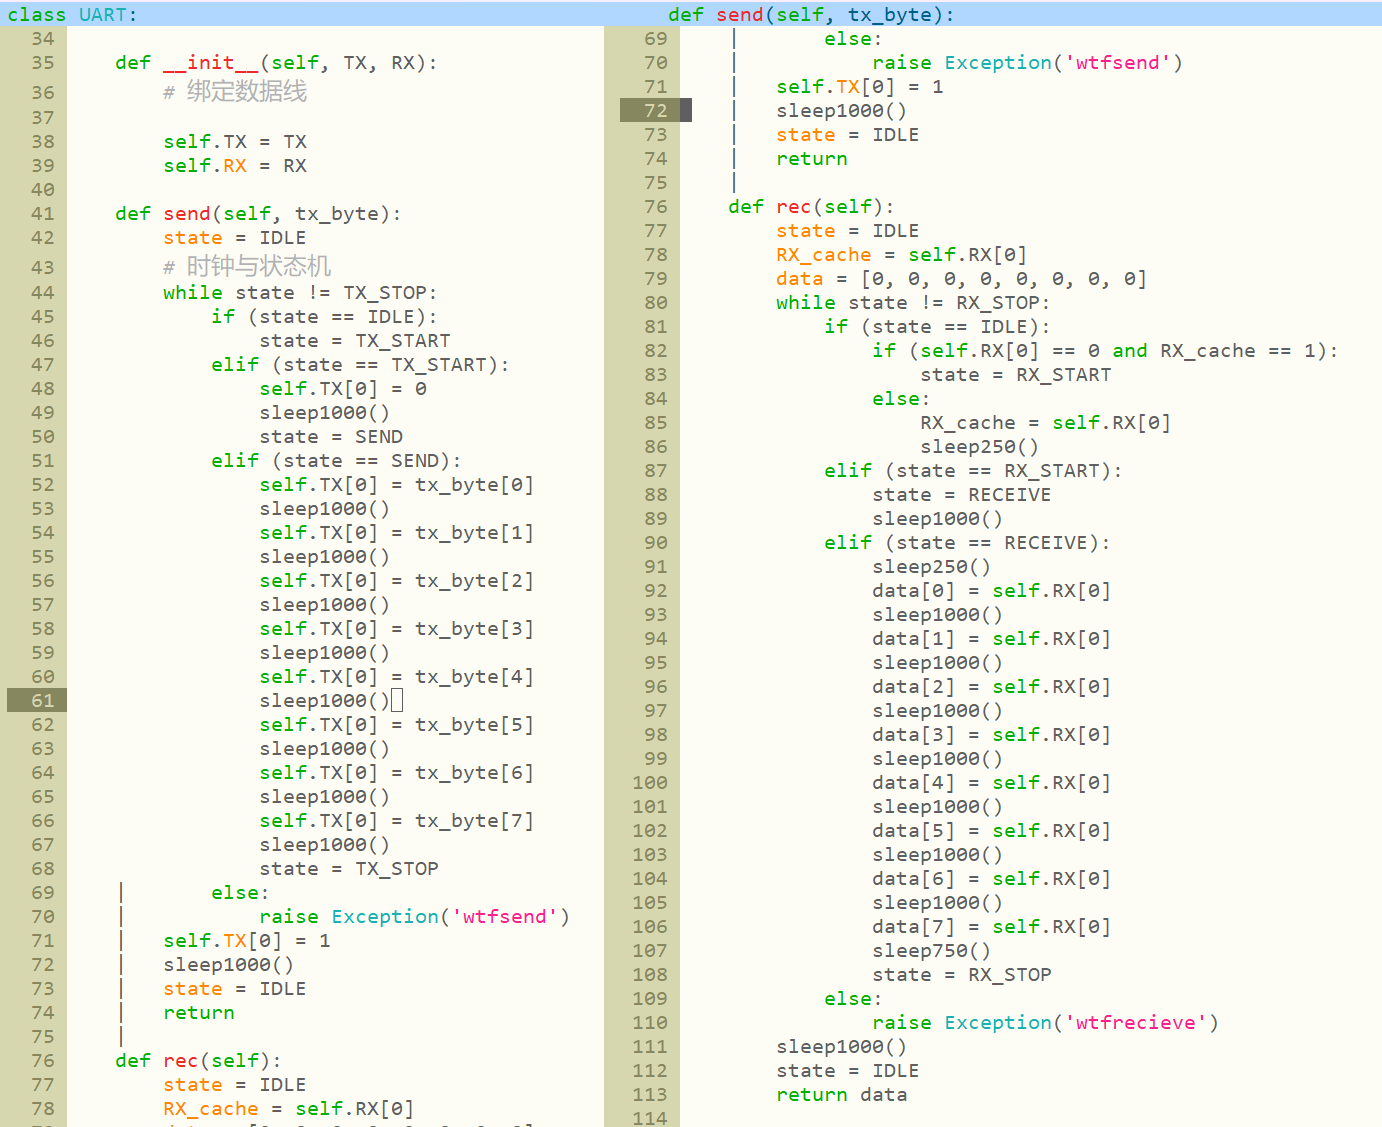 class UART:
34
35 def __init__(self, TX, RX):
36 # 绑定数据线
37
38 self.TX = TX
39 self.RX = RX
40
41 def send(self, tx_byte):
42 state = IDLE
43 # 时钟与状态机
44 while state != TX_STOP:
45 if (state == IDLE):
46 state = TX_START
47 elif (state == TX_START):
48 self.TX[0] = 0
49 sleep1000()
50 state = SEND
51 elif (state == SEND):
52 self.TX[0] = tx_byte[0]
53 sleep1000()
54 self.TX[0] = tx_byte[1]
55 sleep1000()
56 self.TX[0] = tx_byte[2]
57 sleep1000()
58 self.TX[0] = tx_byte[3]
59 sleep1000()
60 self.TX[0] = tx_byte[4]
61 sleep1000()
62 self.TX[0] = tx_byte[5]
63 sleep1000()
64 self.TX[0] = tx_byte[6]
65 sleep1000()
66 self.TX[0] = tx_byte[7]
67 sleep1000()
68 state = TX_STOP
69 else:
70 raise Exception('wtfsend')
71 self.TX[0] = 1
72 sleep1000()
73 state = IDLE
74 return
75
76 def rec(self):
77 state = IDLE
78 RX_cache = self.RX[0]
def send(self, tx_byte):
69 else:
70 raise Exception('wtfsend')
71 self.TX[0] = 1
72 sleep1000()
73 state = IDLE
74 return
75
76 def rec(self):
77 state = IDLE
78 RX_cache = self.RX[0]
79 data = [0, 0, 0, 0, 0, 0, 0, 0]
80 while state != RX_STOP:
81 if (state == IDLE):
82 if (self.RX[0] == 0 and RX_cache == 1):
83 state = RX_START
84 else:
85 RX_cache = self.RX[0]
86 sleep250()
87 elif (state == RX_START):
88 state = RECEIVE
89 sleep1000()
90 elif (state == RECEIVE):
91 sleep250()
92 data[0] = self.RX[0]
93 sleep1000()
94 data[1] = self.RX[0]
95 sleep1000()
96 data[2] = self.RX[0]
97 sleep1000()
98 data[3] = self.RX[0]
99 sleep1000()
100 data[4] = self.RX[0]
101 sleep1000()
102 data[5] = self.RX[0]
103 sleep1000()
104 data[6] = self.RX[0]
105 sleep1000()
106 data[7] = self.RX[0]
107 sleep750()
108 state = RX_STOP
109 else:
110 raise Exception('wtfrecieve')
111 sleep1000()
112 state = IDLE
113 return data
114